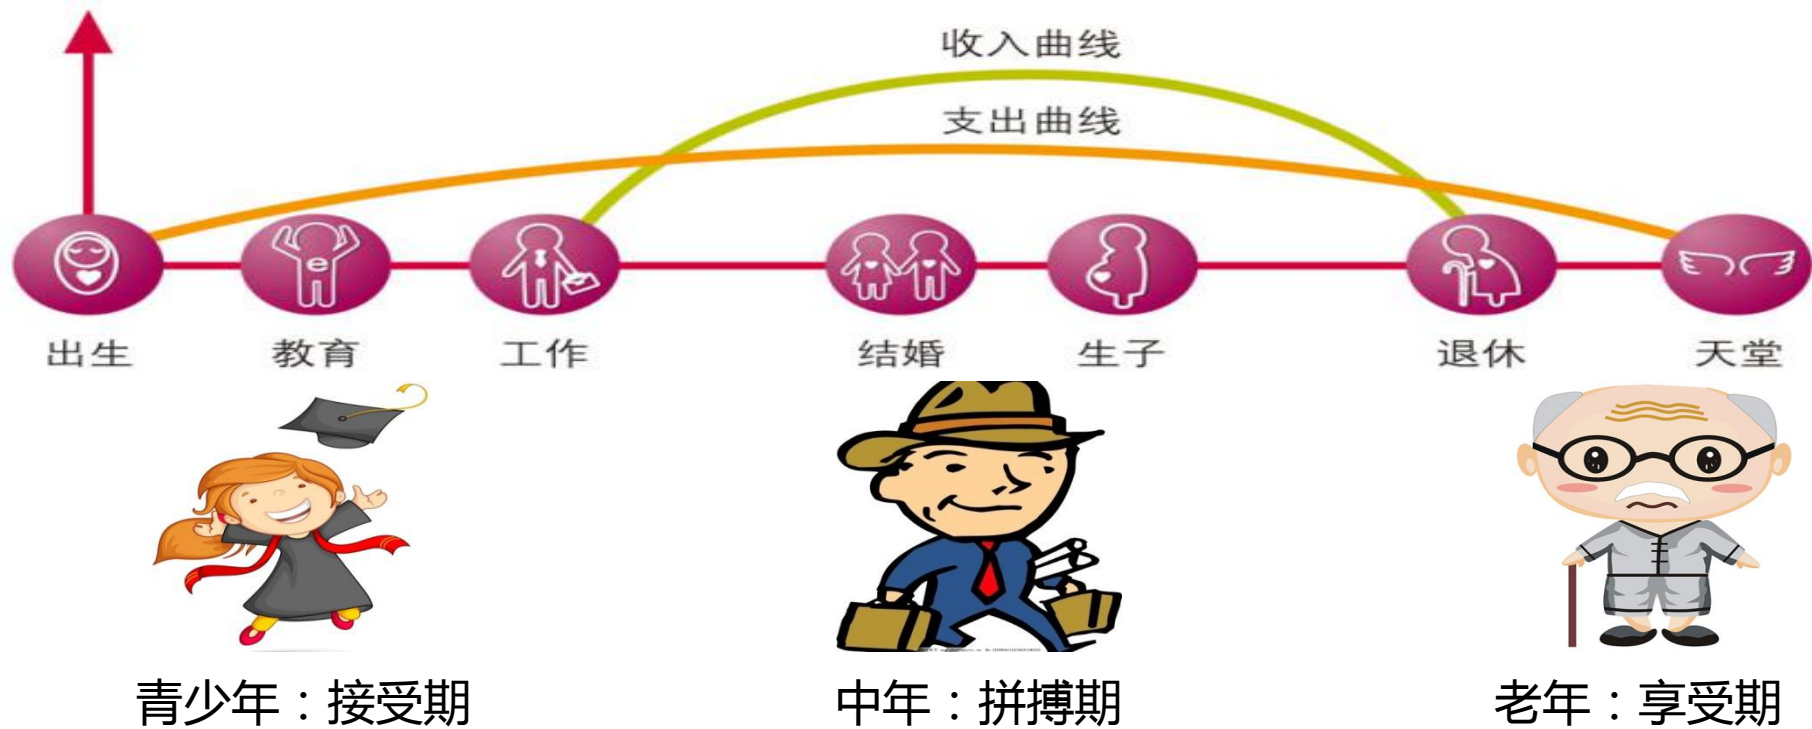 收入曲线
支出曲线
出生 教育 工作 结婚 生子 退休 天堂
e
青少年：接受期 中年：拼搏期 老年：享受期